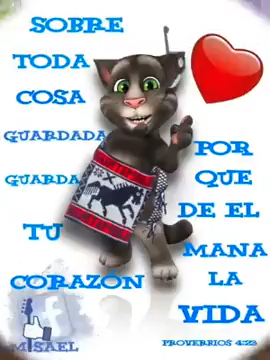 SOBRE
TODA
COSA
GUARDADA
GUARDA
TU
CORAZON
POR
QUE
DE EL
MANA
LA
VIDA
PROVERBIOS 4:23
MISAEL